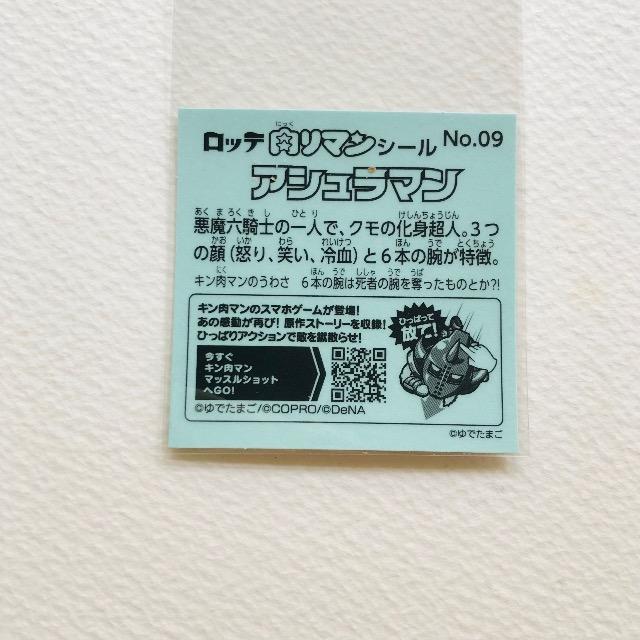 ロッテ 肉リマンシール No.09
アシュラマン
悪魔六騎士の一人で、クモの化身超人。3つ
の顔(怒り、笑い、冷血)と6本の腕が特徴。
キン肉マンのうわさ 6本の腕は死者の腕を奪ったものとか?!
キン肉マンのスマホゲームが登場!
あの感動が再び!原作ストーリーを収録!
ひっぱりアクションで敵を蹴散らせ!
ひっぱって
放て!
今すぐ
キン肉マン
マッスルショット
へGO!
©ゆでたまご/©COPRO/©DeNA
©ゆでたまご